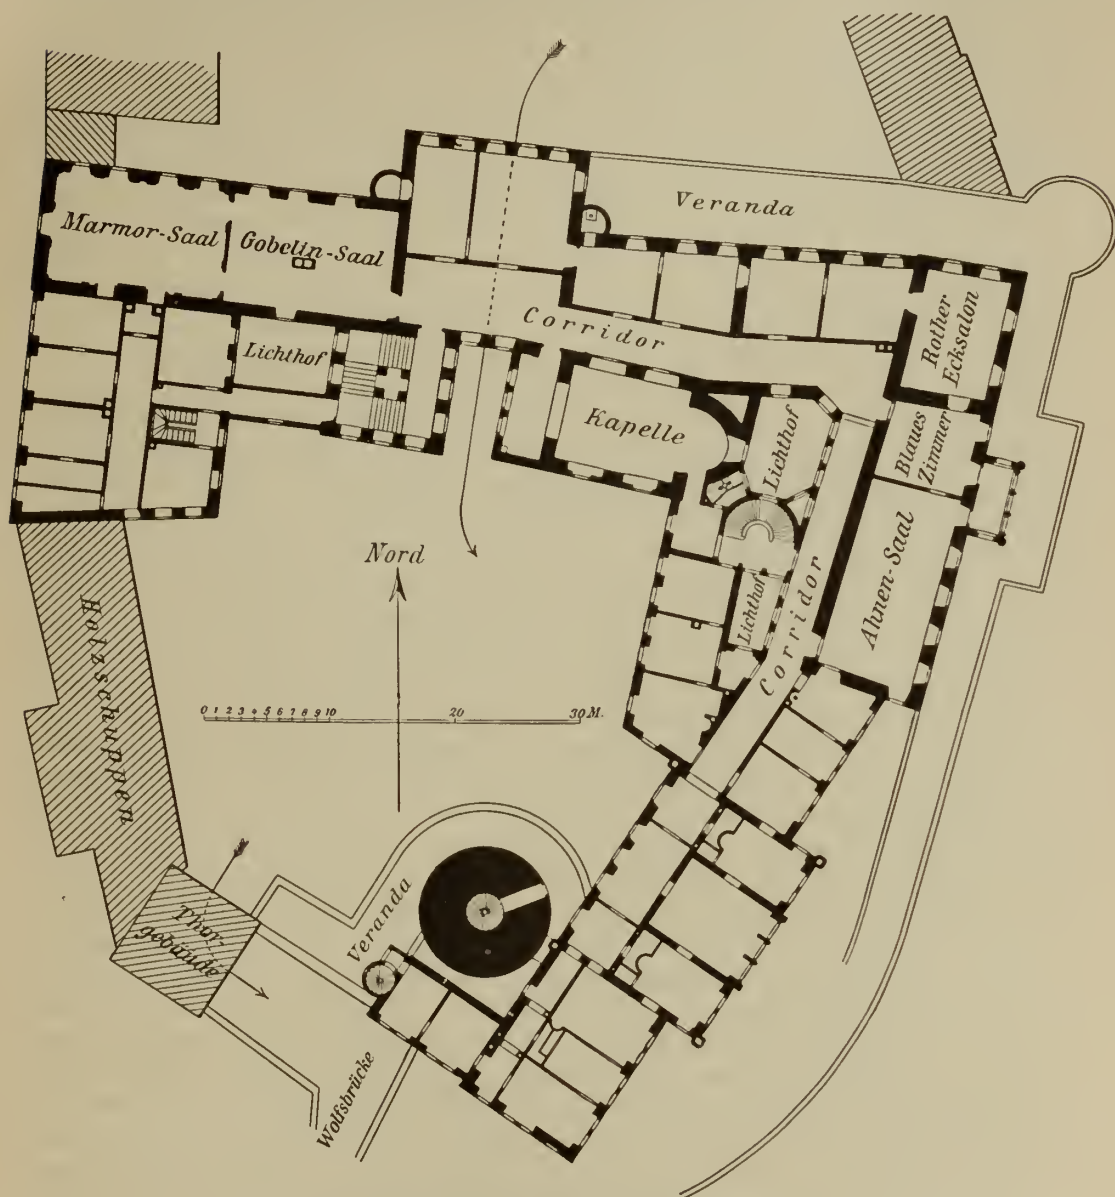 Veranda
Marmor-Saal
Gobelin-Saal
Corridor
Rother
Ecksalon
Lichthof
Kapelle
Lichthof
Blaues
Zimmer
Nord
Ahnen-Saal
Corridor
Lichthof
Holzschuppen
0 1 2 3 4 5 6 7 8 9 10 20 30 M.
Veranda
Thor-
gebäude
Wolfsbrücke